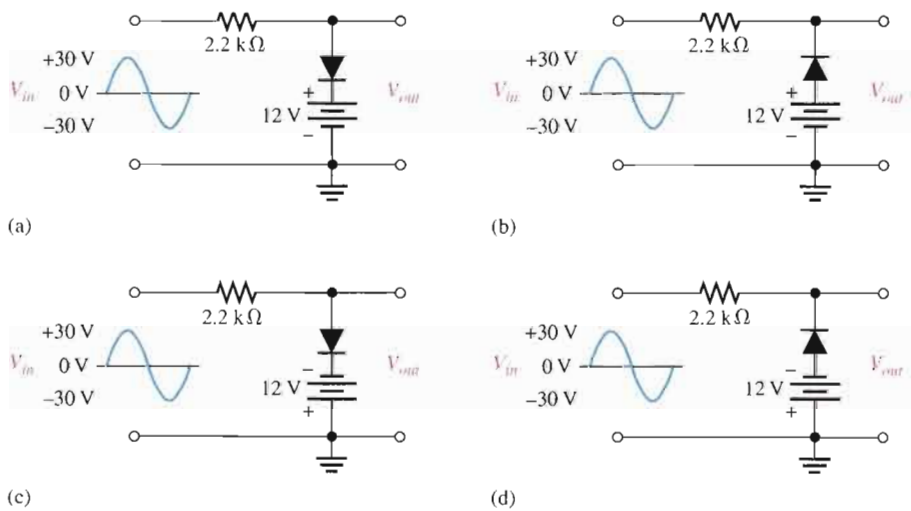 2.2 kΩ
+30 V
V_in
0 V
−30 V
+
12 V
−
V_out
(a)
2.2 kΩ
+30 V
V_in
0 V
−30 V
+
12 V
−
V_out
(b)
2.2 kΩ
+30 V
V_in
0 V
−30 V
−
12 V
+
V_out
(c)
2.2 kΩ
+30 V
V_in
0 V
−30 V
−
12 V
+
V_out
(d)